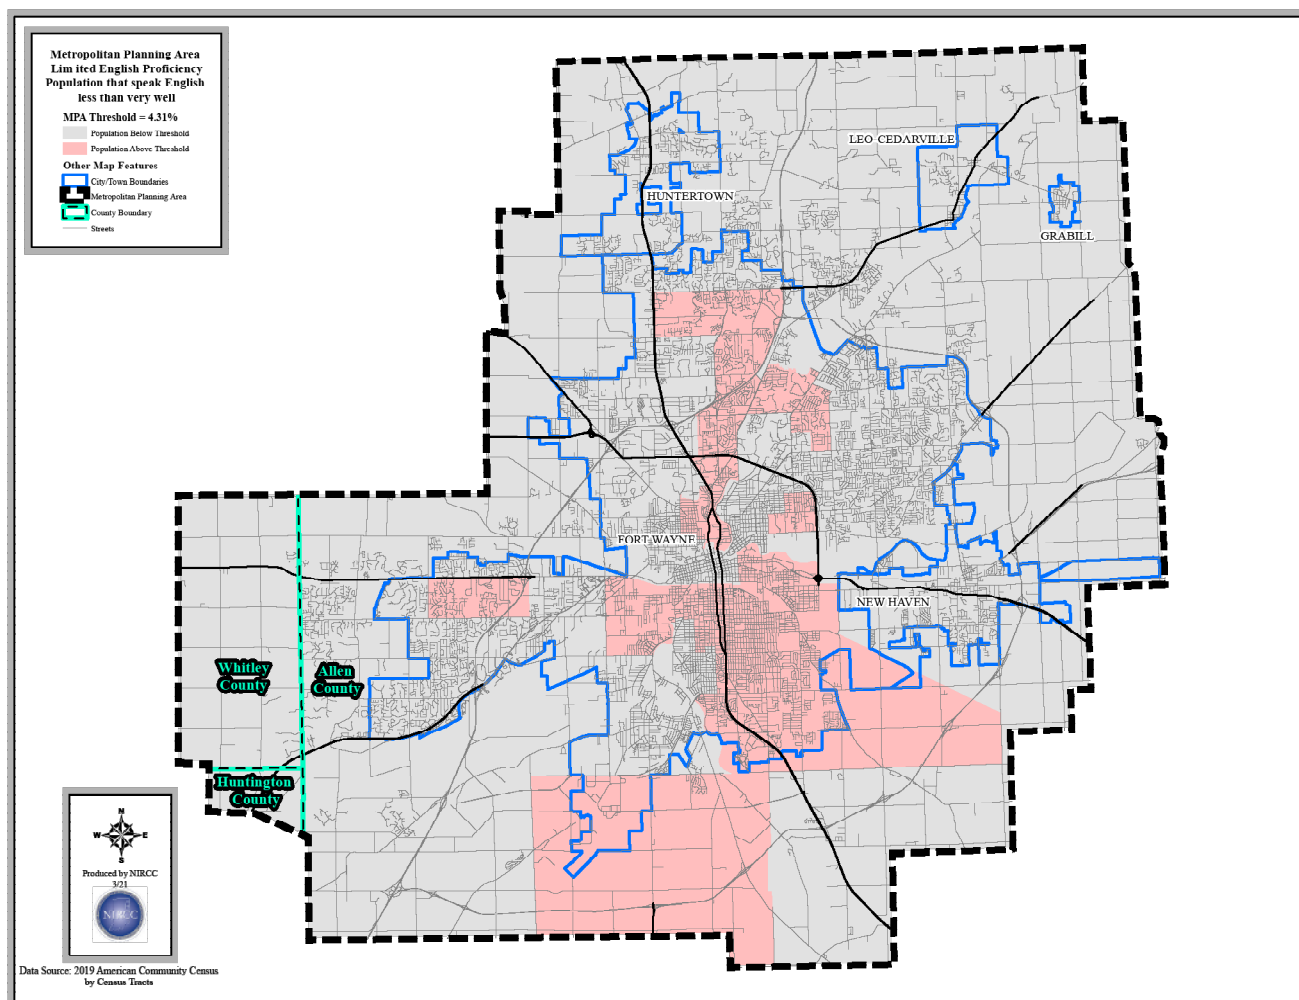 Metropolitan Planning Area
Limited English Proficiency
Population that speak English
less than very well
MPA Threshold = 4.31%
Population Below Threshold
Population Above Threshold
Other Map Features
City/Town Boundaries
Metropolitan Planning Area
County Boundary
Streets
LEO-CEDARVILLE
HUNTERTOWN
GRABILL
FORT WAYNE
NEW HAVEN
Whitley
County
Allen
County
Huntington
County
N
W E
S
Produced by NIRCC
3/21
NIRCC
Data Source: 2019 American Community Census
by Census Tracts